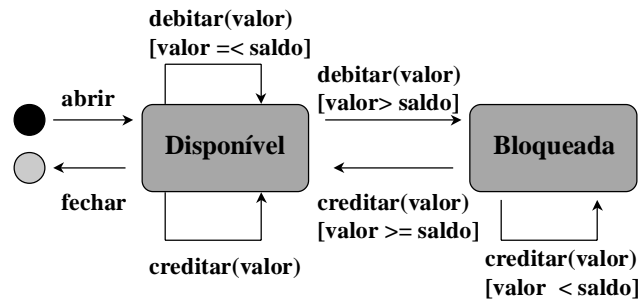 debitar(valor)
[valor =< saldo]
debitar(valor)
[valor> saldo]
abrir
Disponível
Bloqueada
fechar
creditar(valor)
[valor >= saldo]
creditar(valor)
creditar(valor)
[valor < saldo]